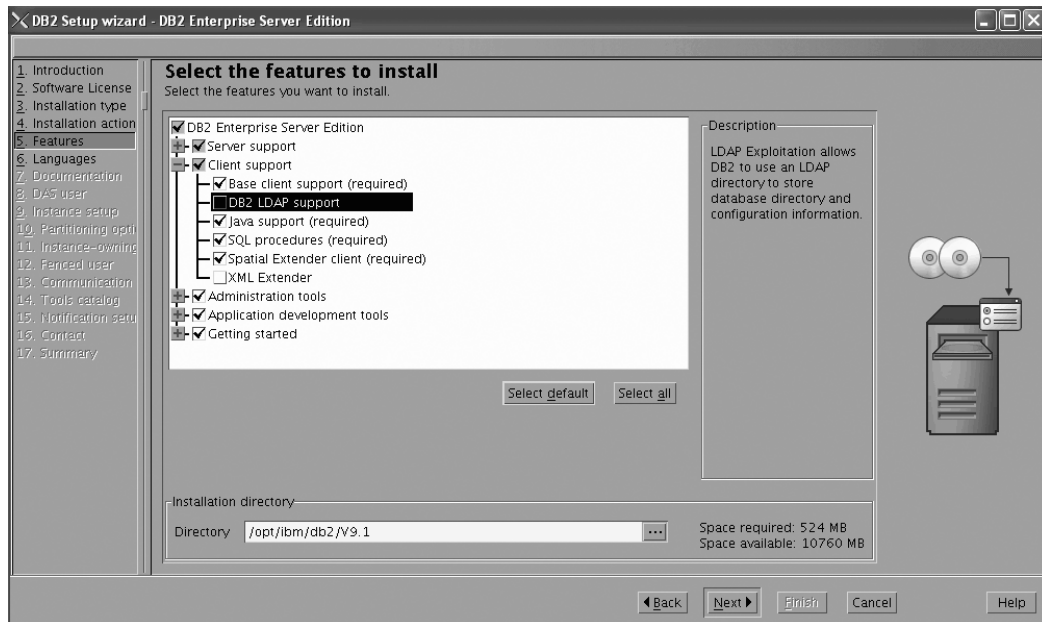 DB2 Setup wizard - DB2 Enterprise Server Edition
1. Introduction
2. Software License
3. Installation type
4. Installation action
5. Features
6. Languages
7. Documentation
8. DAS user
9. Instance setup
10. Partitioning opti
11. Instance-owning
12. Fenced user
13. Communication
14. Tools catalog
15. Notification setu
16. Contact
17. Summary
Select the features to install
Select the features you want to install.
DB2 Enterprise Server Edition
Server support
Client support
Base client support (required)
DB2 LDAP support
Java support (required)
SQL procedures (required)
Spatial Extender client (required)
XML Extender
Administration tools
Application development tools
Getting started
Select default
Select all
Description
LDAP Exploitation allows
DB2 to use an LDAP
directory to store
database directory and
configuration information.
Installation directory
Directory /opt/ibm/db2/V9.1 ...
Space required: 524 MB
Space available: 10760 MB
Back
Next
Finish
Cancel
Help